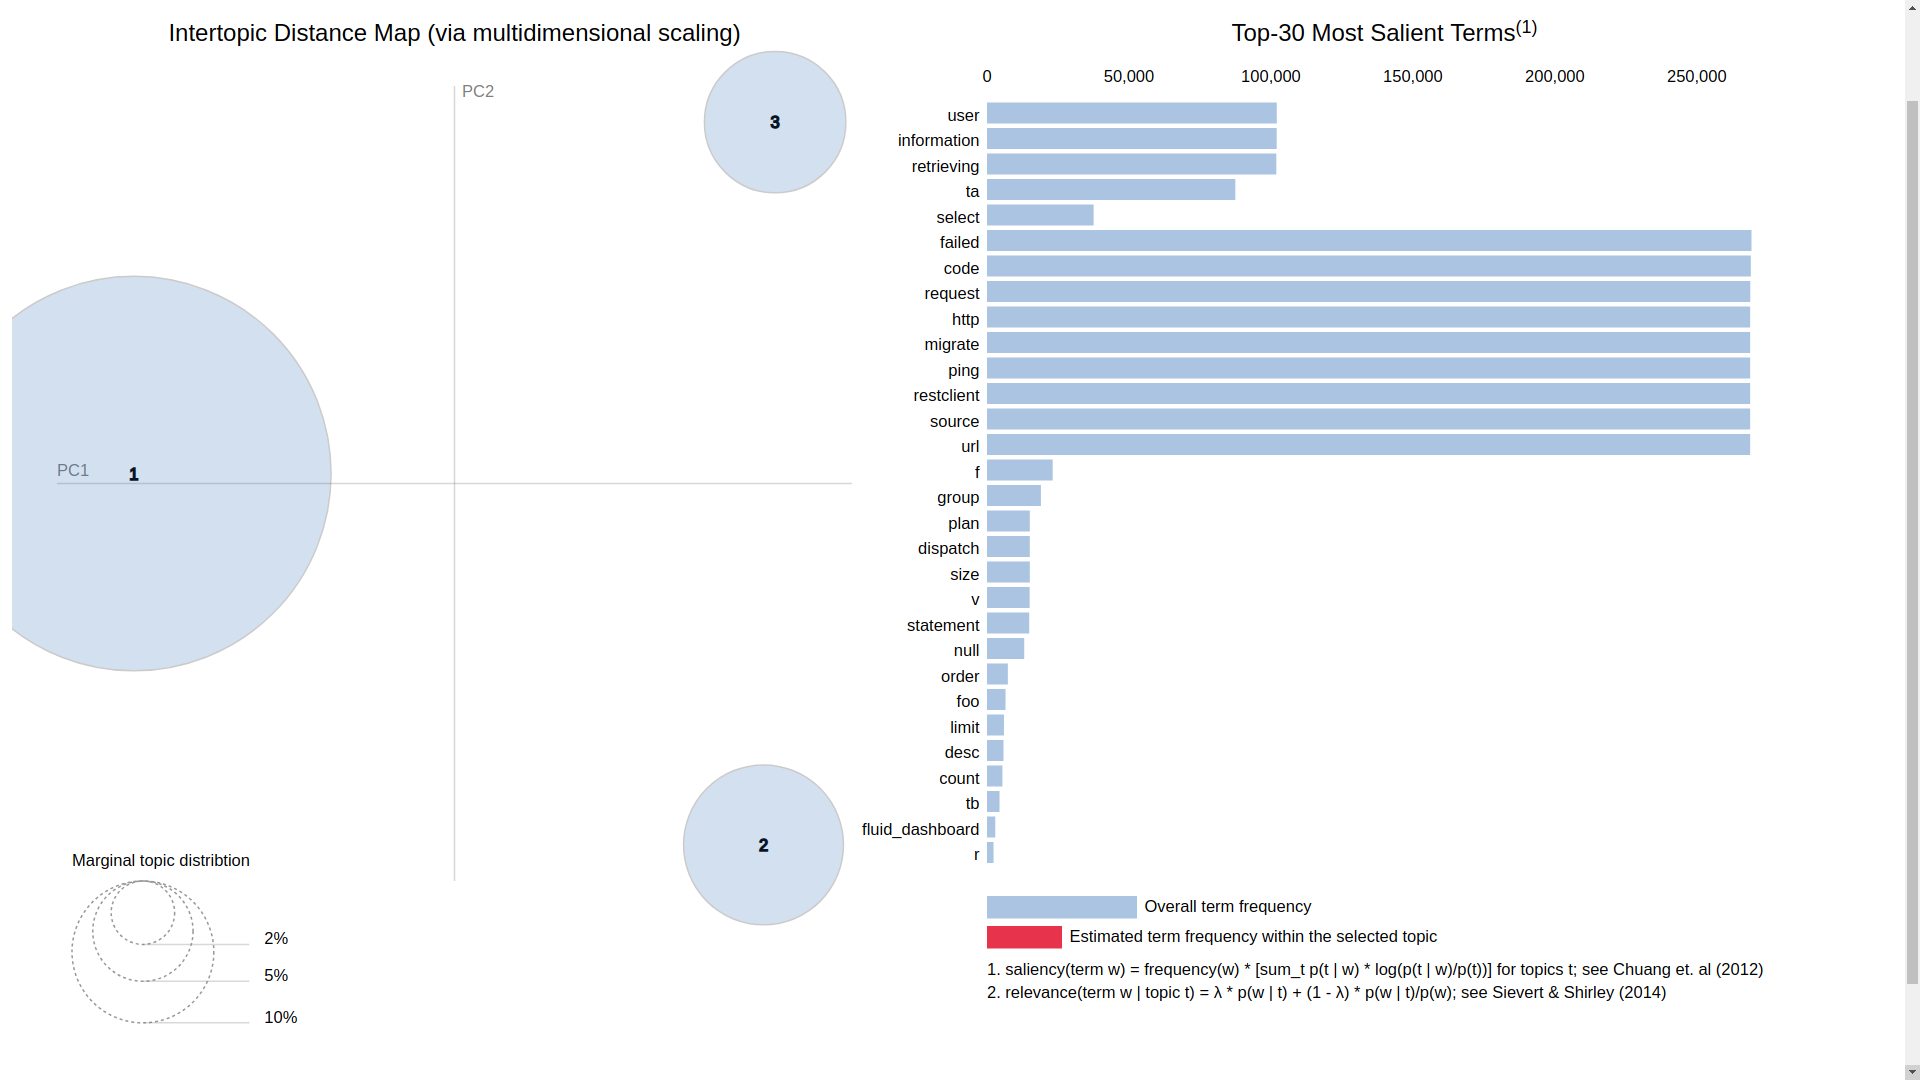 Intertopic Distance Map (via multidimensional scaling)
PC2
3
PC1
1
2
Marginal topic distribtion
2%
5%
10%
Top-30 Most Salient Terms(1)
0 50,000 100,000 150,000 200,000 250,000
user
information
retrieving
ta
select
failed
code
request
http
migrate
ping
restclient
source
url
f
group
plan
dispatch
size
v
statement
null
order
foo
limit
desc
count
tb
fluid_dashboard
r
Overall term frequency
Estimated term frequency within the selected topic
1. saliency(term w) = frequency(w) * [sum_t p(t | w) * log(p(t | w)/p(t))] for topics t; see Chuang et. al (2012)
2. relevance(term w | topic t) = λ * p(w | t) + (1 - λ) * p(w | t)/p(w); see Sievert & Shirley (2014)